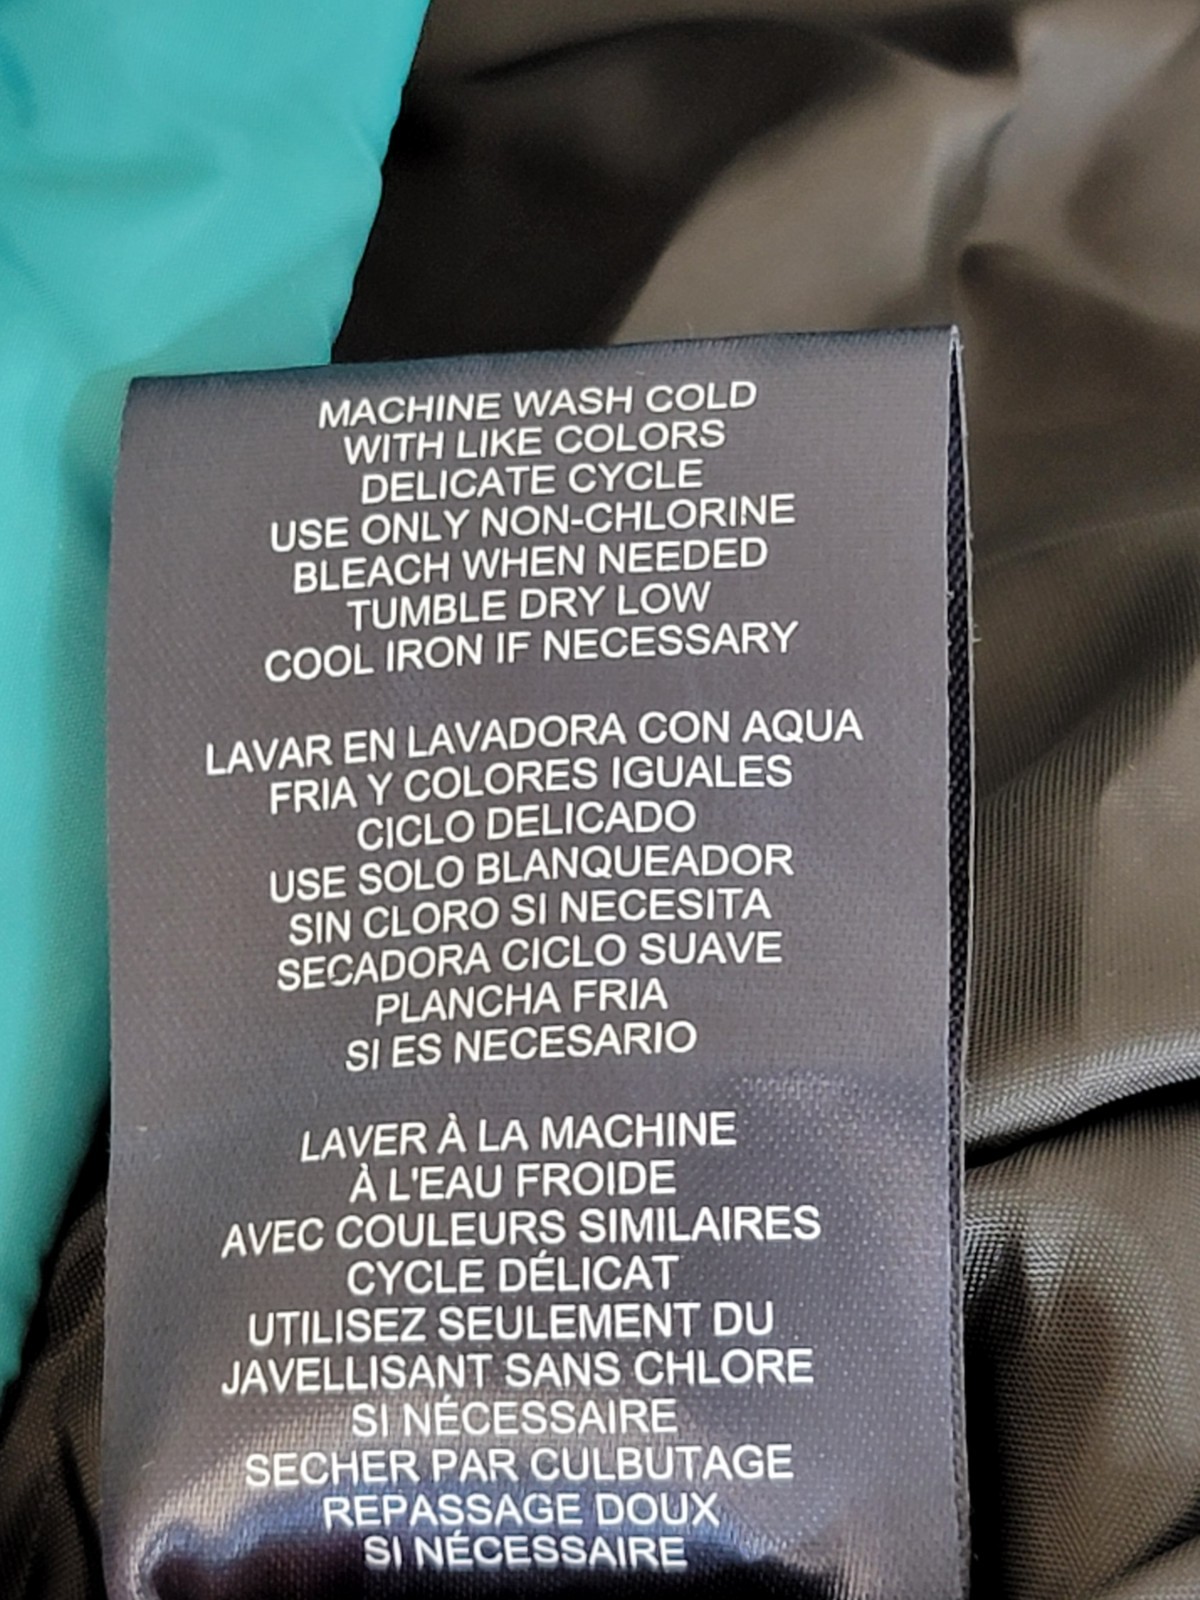 MACHINE WASH COLD
WITH LIKE COLORS
DELICATE CYCLE
USE ONLY NON-CHLORINE
BLEACH WHEN NEEDED
TUMBLE DRY LOW
COOL IRON IF NECESSARY
LAVAR EN LAVADORA CON AQUA
FRIA Y COLORES IGUALES
CICLO DELICADO
USE SOLO BLANQUEADOR
SIN CLORO SI NECESITA
SECADORA CICLO SUAVE
PLANCHA FRIA
SI ES NECESARIO
LAVER À LA MACHINE
À L'EAU FROIDE
AVEC COULEURS SIMILAIRES
CYCLE DÉLICAT
UTILISEZ SEULEMENT DU
JAVELLISANT SANS CHLORE
SI NÉCESSAIRE
SECHER PAR CULBUTAGE
REPASSAGE DOUX
SI NÉCESSAIRE